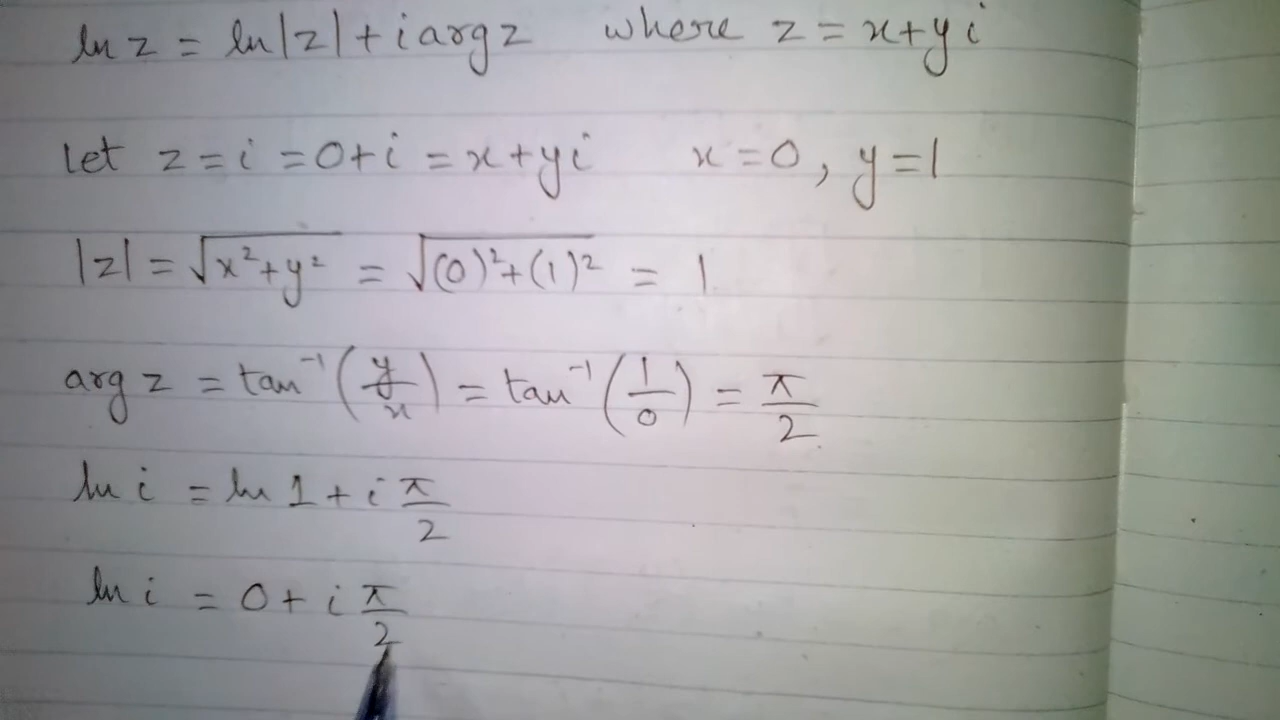 ln z = ln|z| + i arg z where z = x+yi
Let z = i = 0+i = x+yi x=0, y=1
|z| = √(x²+y²) = √((0)²+(1)²) = 1
arg z = tan⁻¹(y/x) = tan⁻¹(1/0) = π/2
ln i = ln 1 + i π/2
ln i = 0 + i π/2